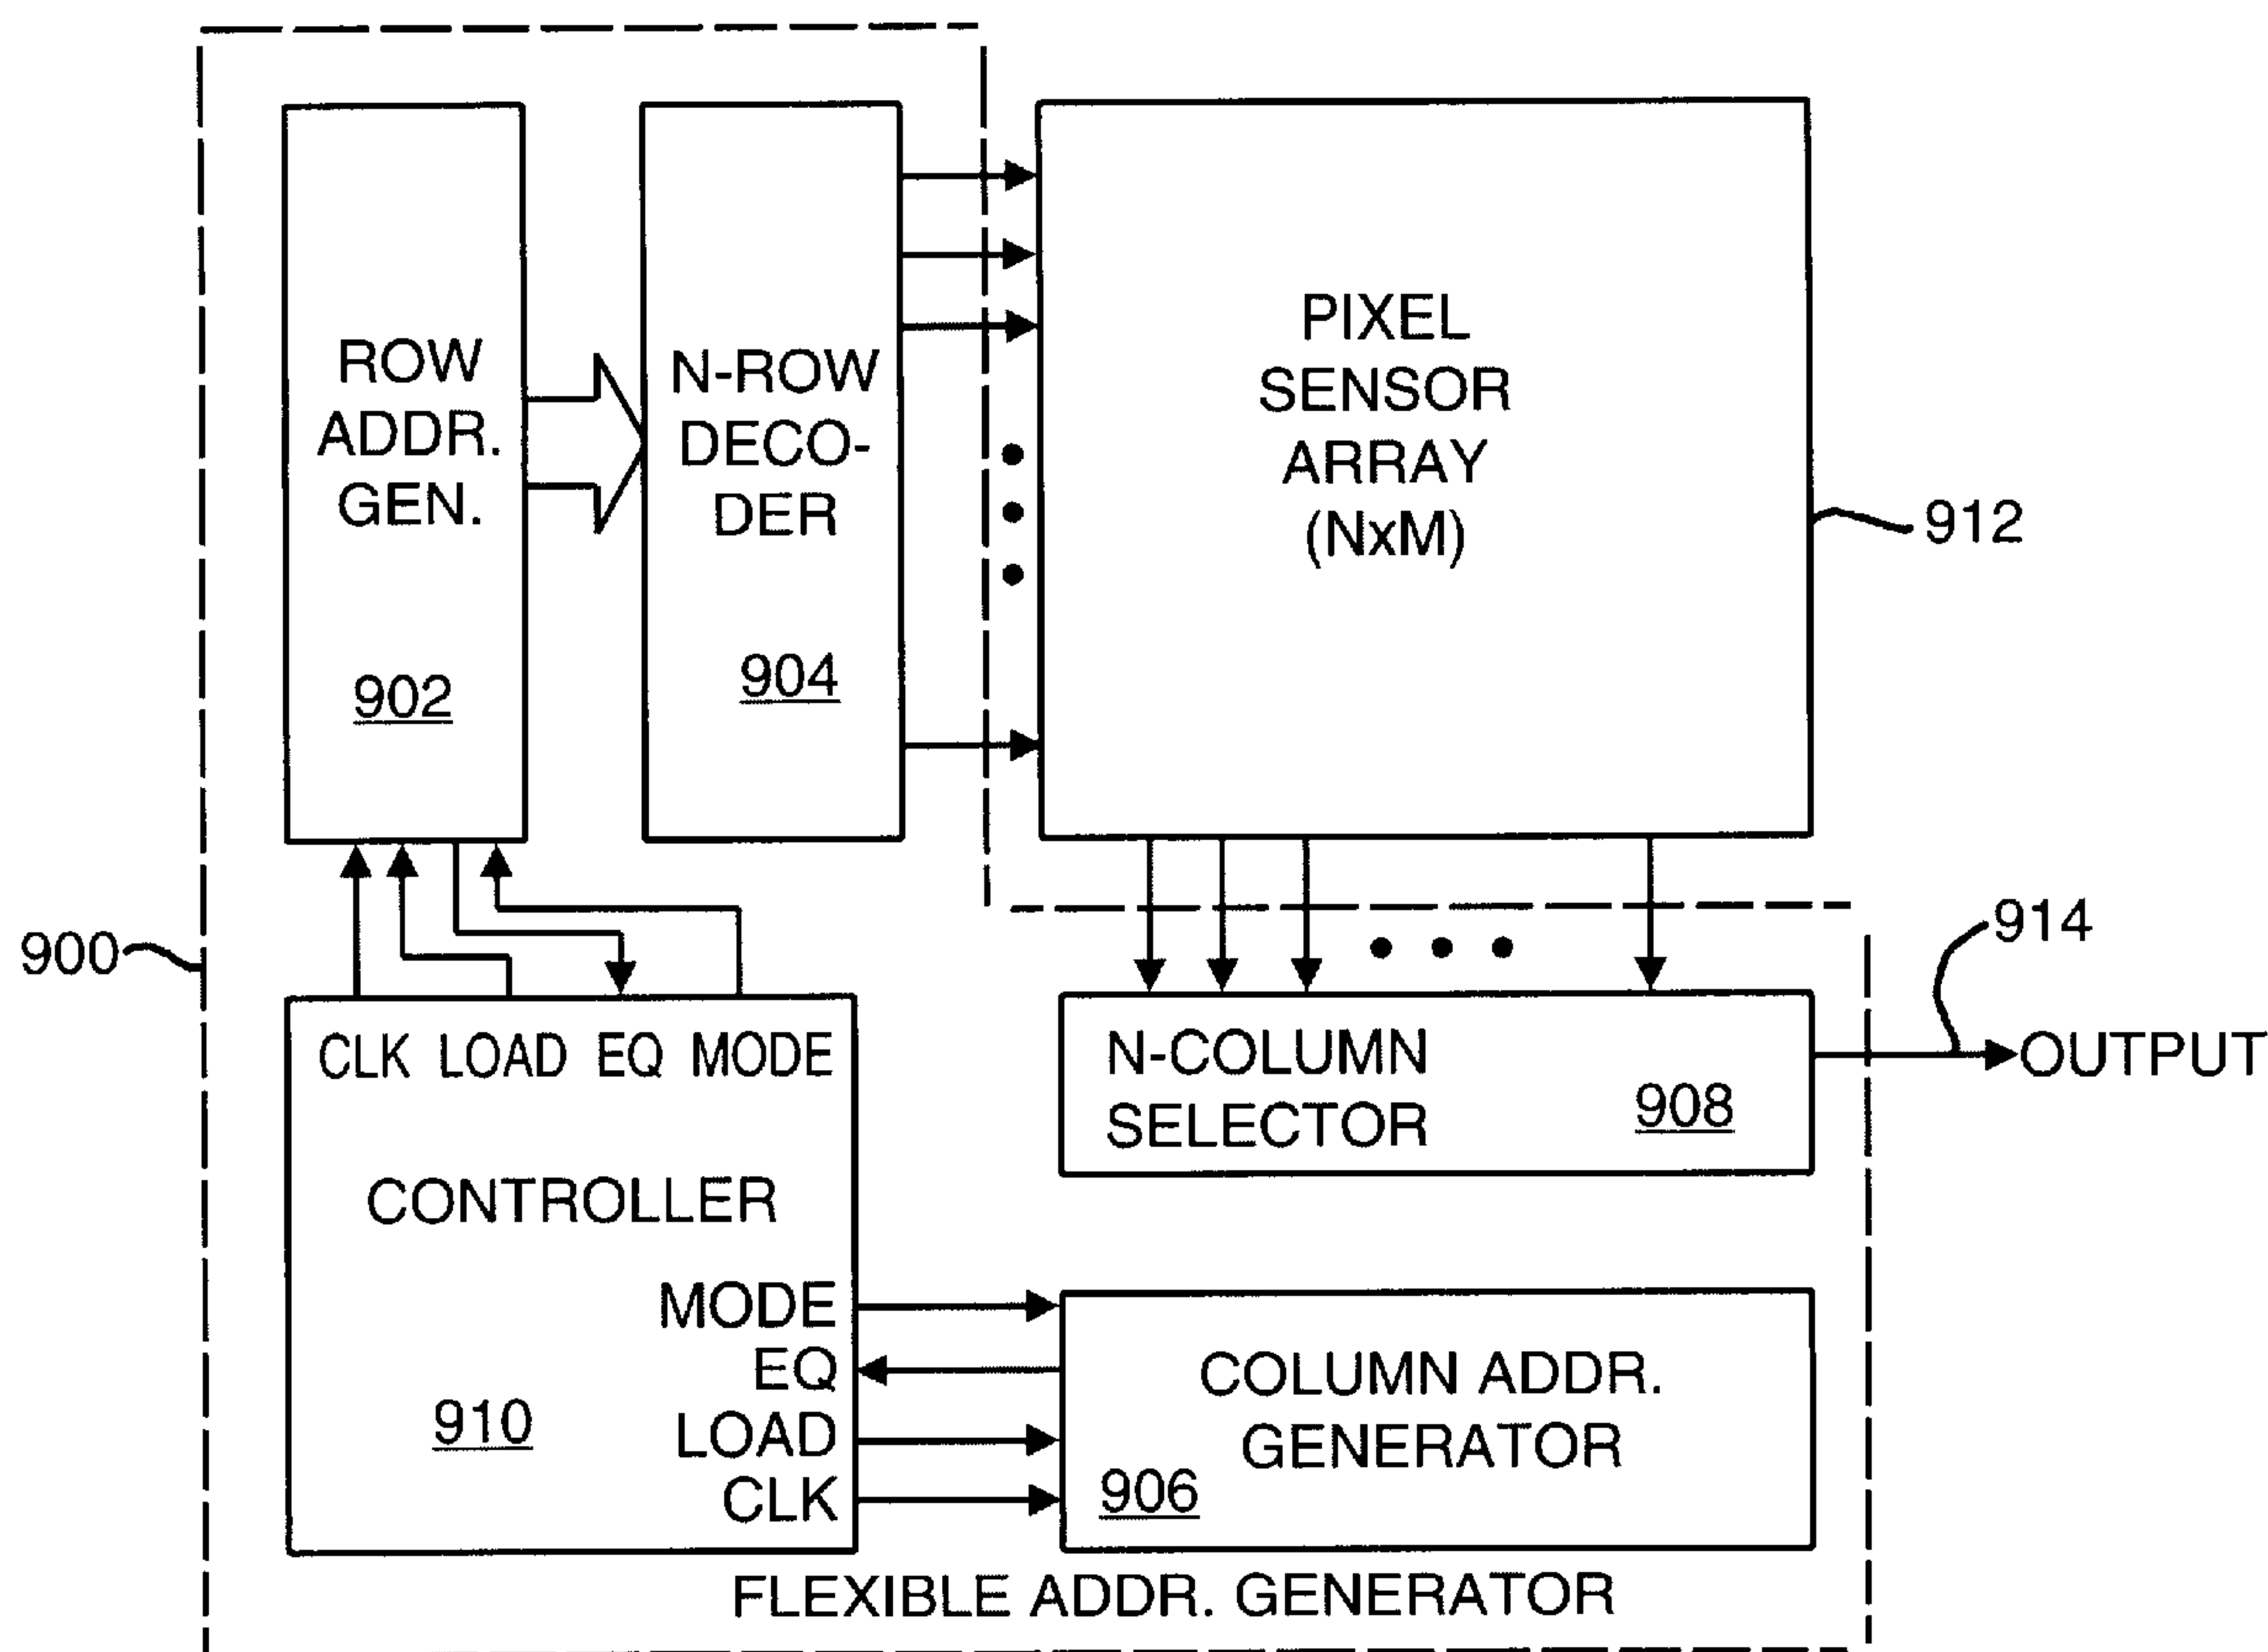 ROW
ADDR.
GEN.
902
N-ROW
DECO-
DER
904
PIXEL
SENSOR
ARRAY
(NxM)
912
900
914
CLK LOAD EQ MODE
CONTROLLER
MODE
EQ
LOAD
CLK
910
N-COLUMN
SELECTOR
908
OUTPUT
COLUMN ADDR.
GENERATOR
906
FLEXIBLE ADDR. GENERATOR